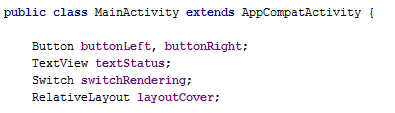 public class MainActivity extends AppCompatActivity {
Button buttonLeft, buttonRight;
TextView textStatus;
Switch switchRendering;
RelativeLayout layoutCover;